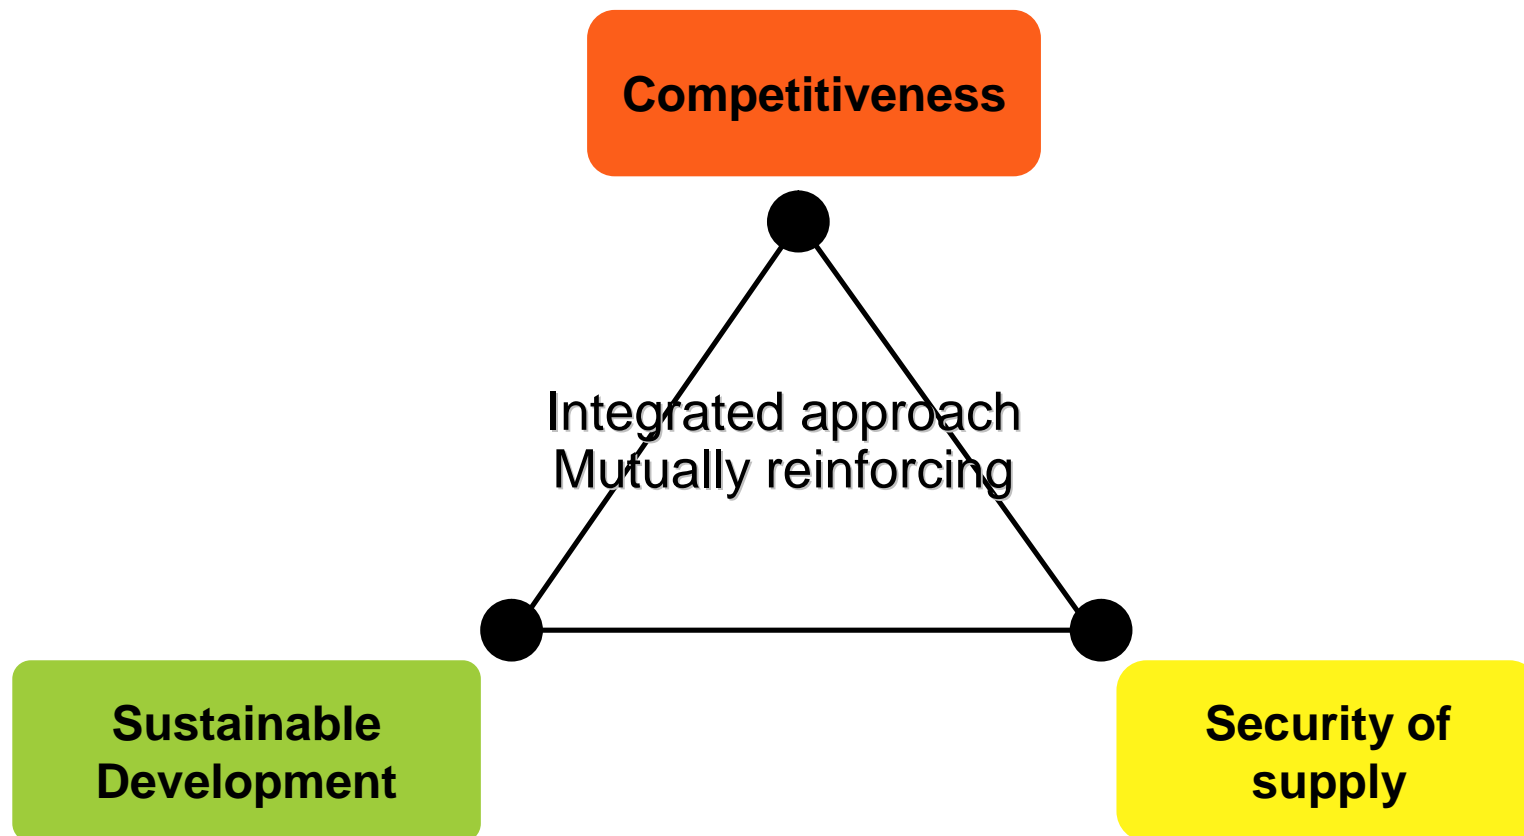 Competitiveness
Integrated approach
Mutually reinforcing
Sustainable
Development
Security of
supply